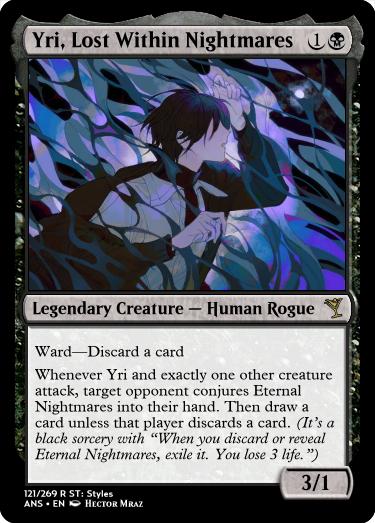 Yri, Lost Within Nightmares 1
Legendary Creature — Human Rogue
Ward—Discard a card
Whenever Yri and exactly one other creature
attack, target opponent conjures Eternal
Nightmares into their hand. Then draw a
card unless that player discards a card. (It's a
black sorcery with "When you discard or reveal
Eternal Nightmares, exile it. You lose 3 life.")
3/1
121/269 R ST: Styles
ANS • EN Hector Mraz